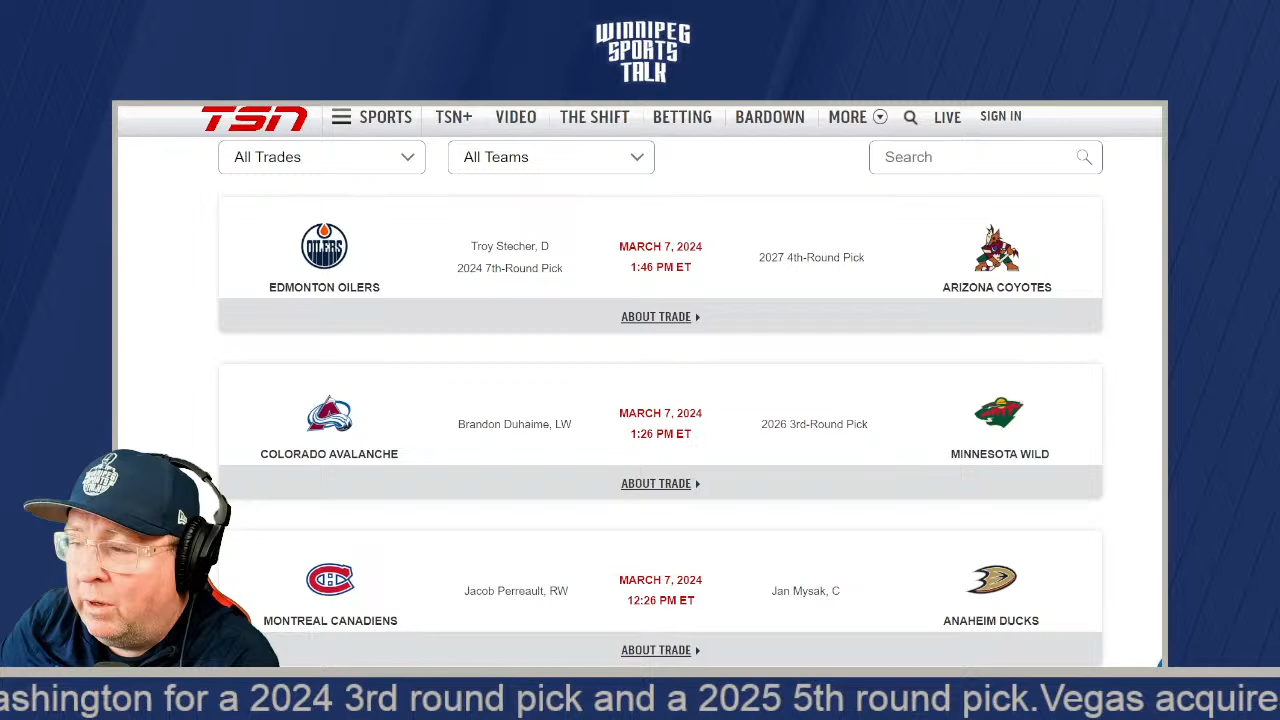 WINNIPEG
SPORTS
TALK
TSN SPORTS TSN+ VIDEO THE SHIFT BETTING BARDOWN MORE LIVE SIGN IN
All Trades All Teams Search
OILERS
Troy Stecher, D
2024 7th-Round Pick
MARCH 7, 2024
1:46 PM ET
2027 4th-Round Pick
EDMONTON OILERS ARIZONA COYOTES
ABOUT TRADE
Brandon Duhaime, LW
MARCH 7, 2024
1:26 PM ET
2026 3rd-Round Pick
COLORADO AVALANCHE MINNESOTA WILD
ABOUT TRADE
Jacob Perreault, RW
MARCH 7, 2024
12:26 PM ET
Jan Mysak, C
MONTREAL CANADIENS ANAHEIM DUCKS
ABOUT TRADE
WINNIPEG
SPORTS
TALK
ashington for a 2024 3rd round pick and a 2025 5th round pick.Vegas acquire